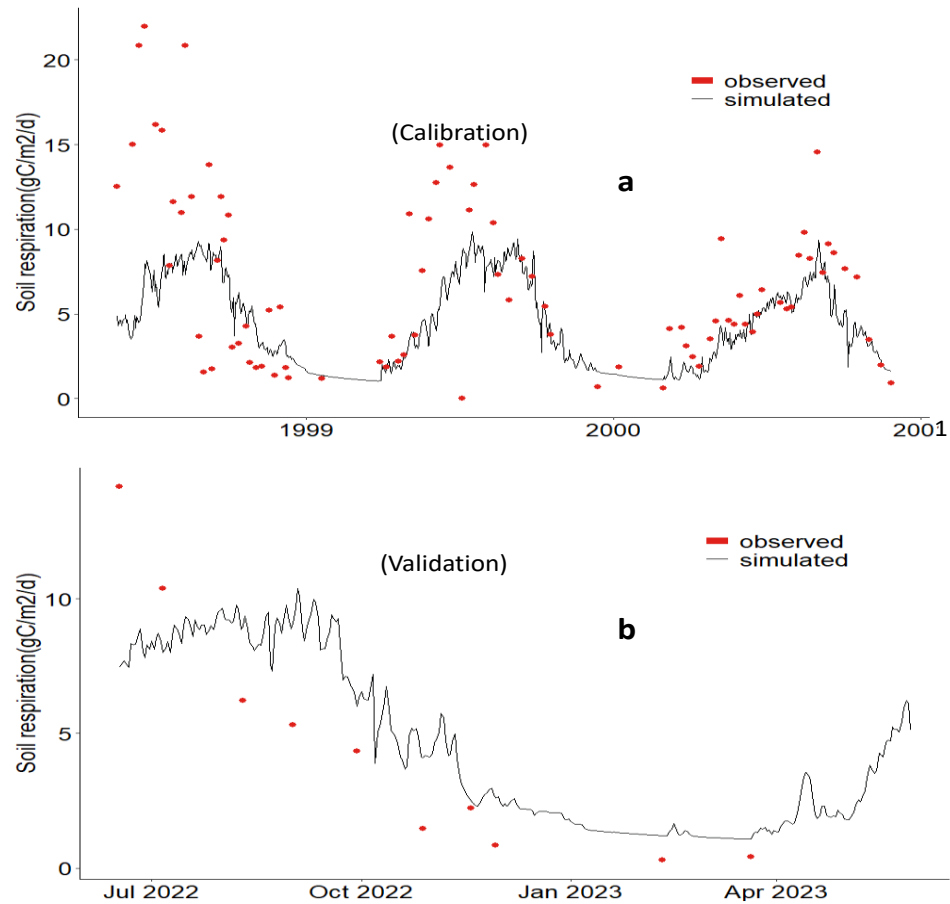 20
15
10
5
0
Soil respiration(gC/m2/d)
observed
simulated
(Calibration)
a
1999
2000
2001
10
5
0
Soil respiration(gC/m2/d)
observed
simulated
(Validation)
b
Jul 2022
Oct 2022
Jan 2023
Apr 2023